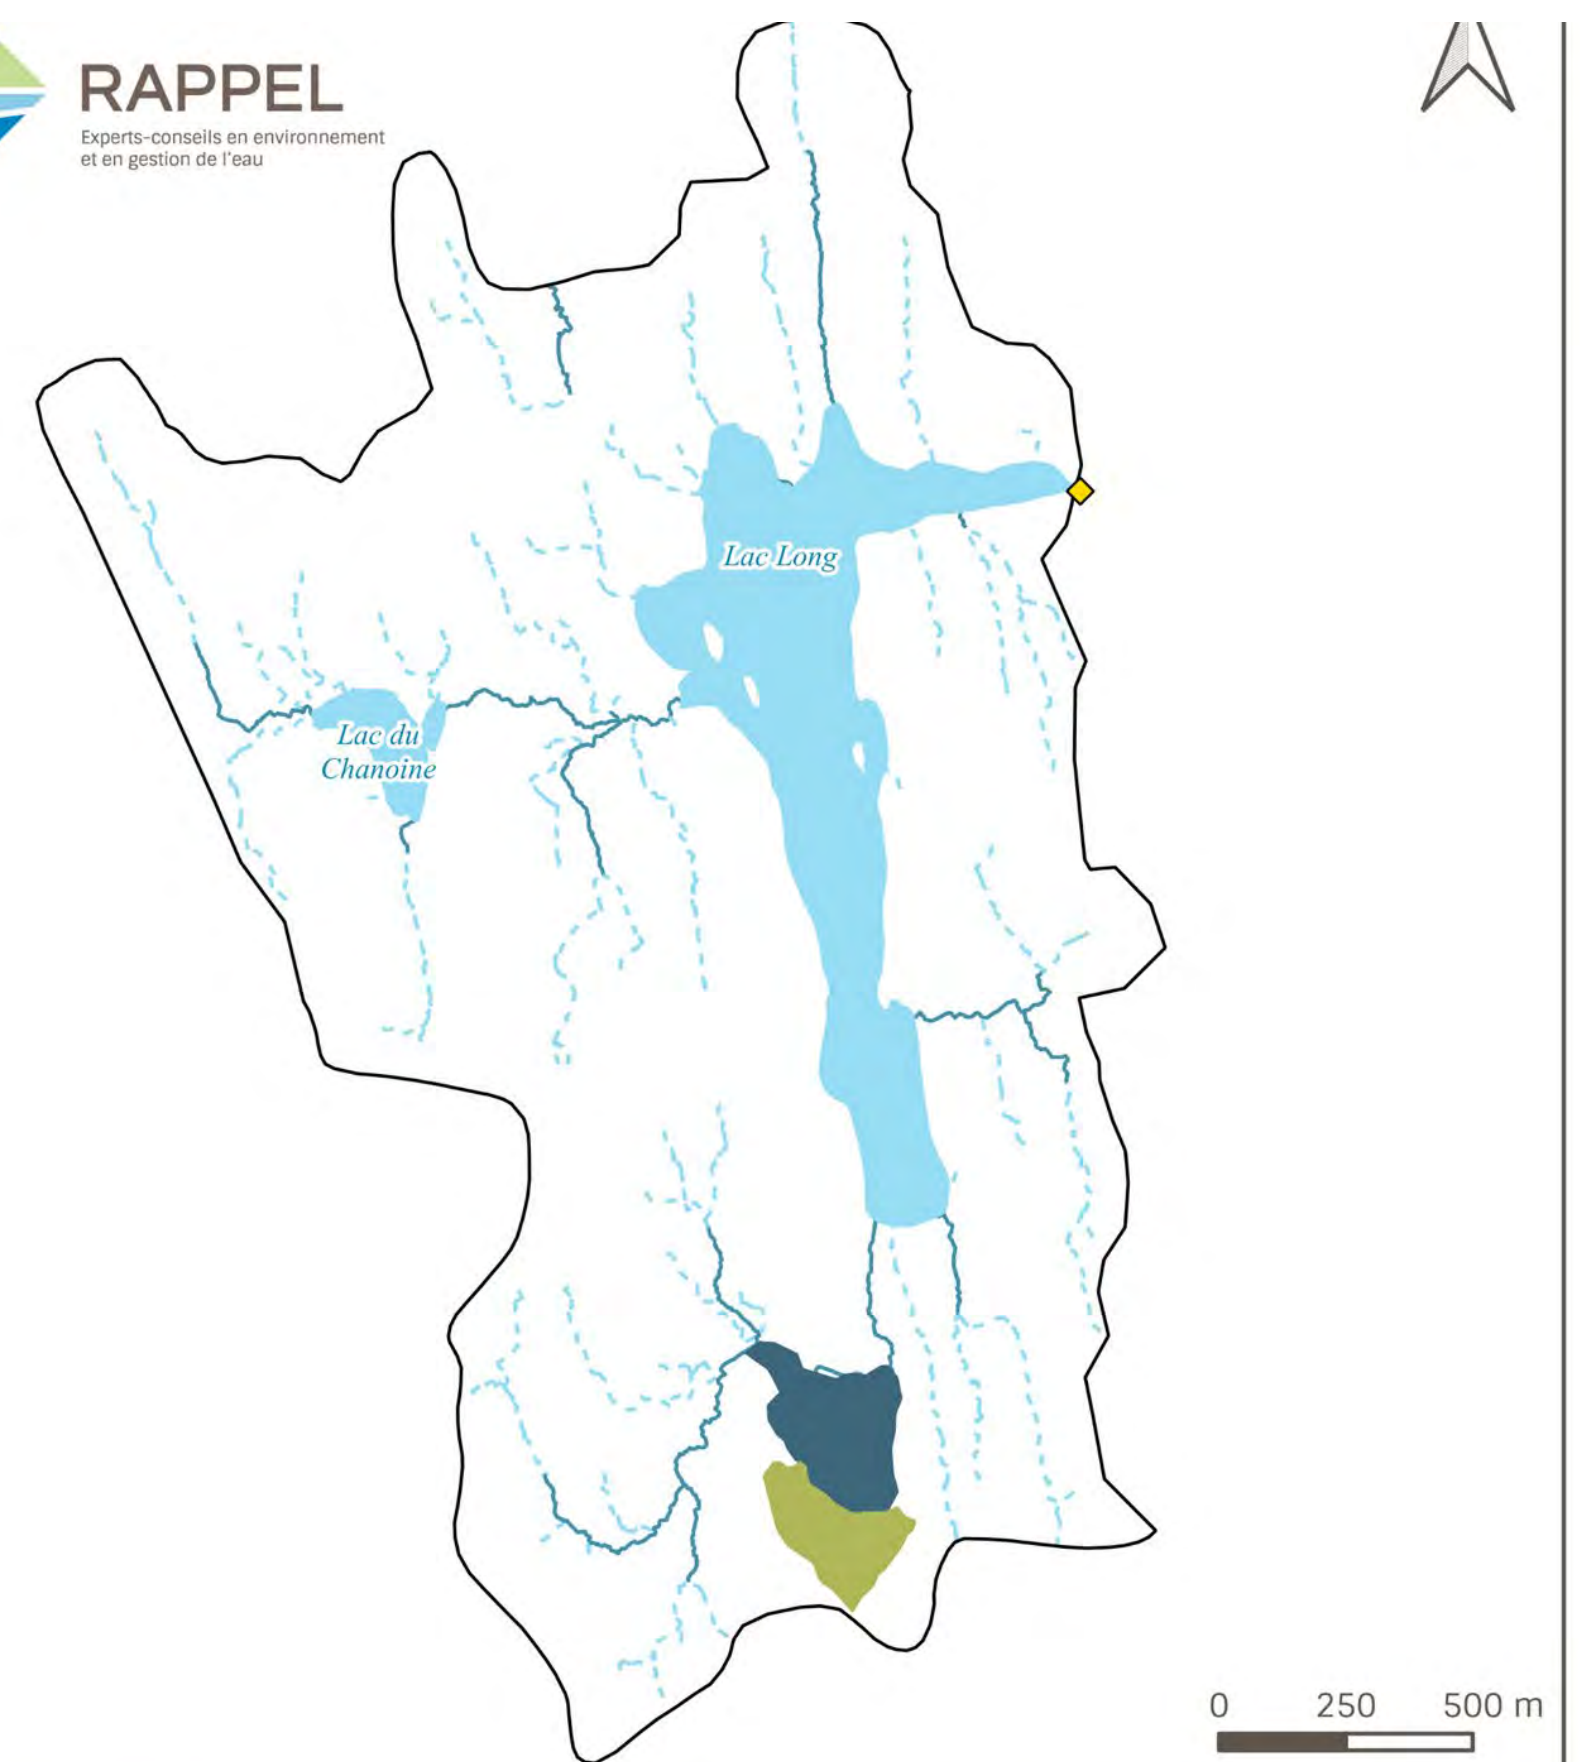 RAPPEL
Experts-conseils en environnement
et en gestion de l'eau
Lac Long
Lac du
Chanoine
0 250 500 m